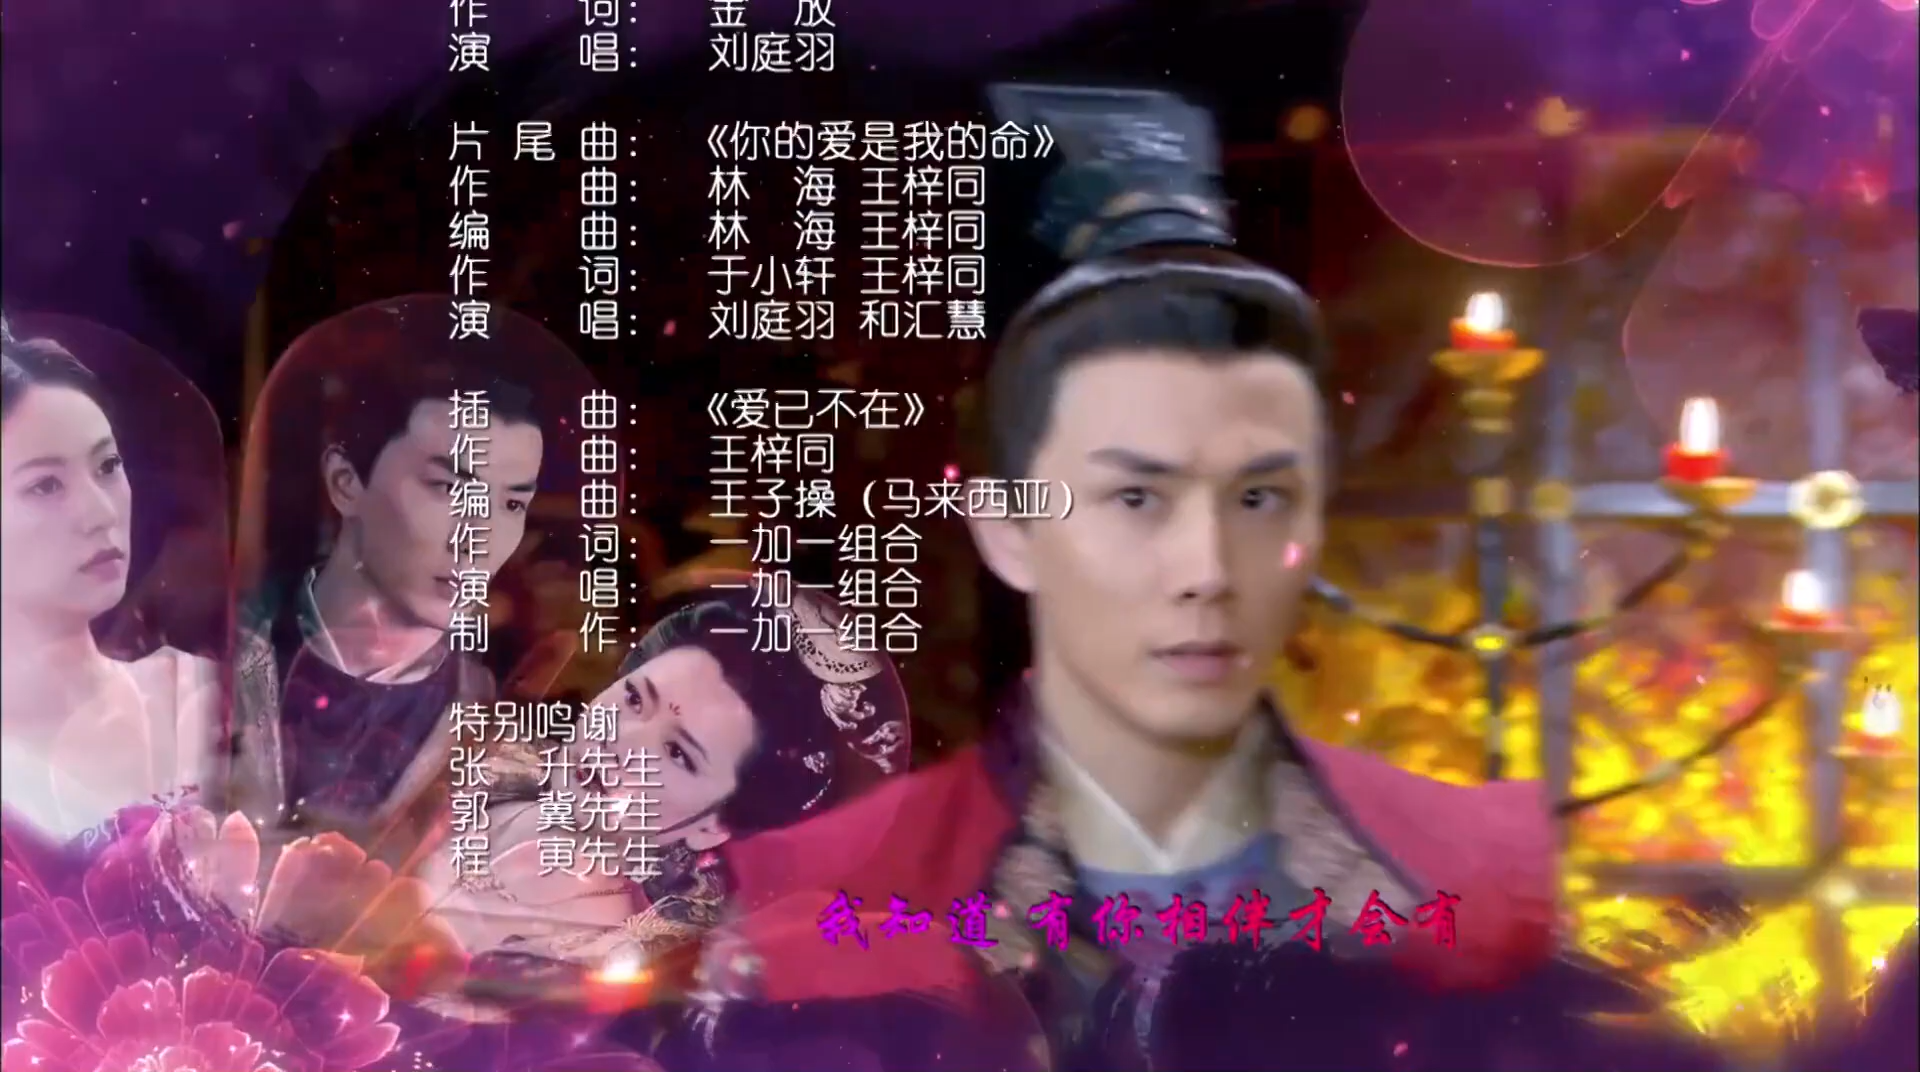 作 词： 金 放
演 唱： 刘庭羽
片 尾 曲： 《你的爱是我的命》
作 曲： 林 海 王梓同
编 曲： 林 海 王梓同
作 词： 于小轩 王梓同
演 唱： 刘庭羽 和汇慧
插 曲： 《爱已不在》
作 曲： 王梓同
编 曲： 王子操（马来西亚）
作 词： 一加一组合
演 唱： 一加一组合
制 作： 一加一组合
特别鸣谢
张 升先生
郭 冀先生
程 寅先生
我知道 有你相伴才会有